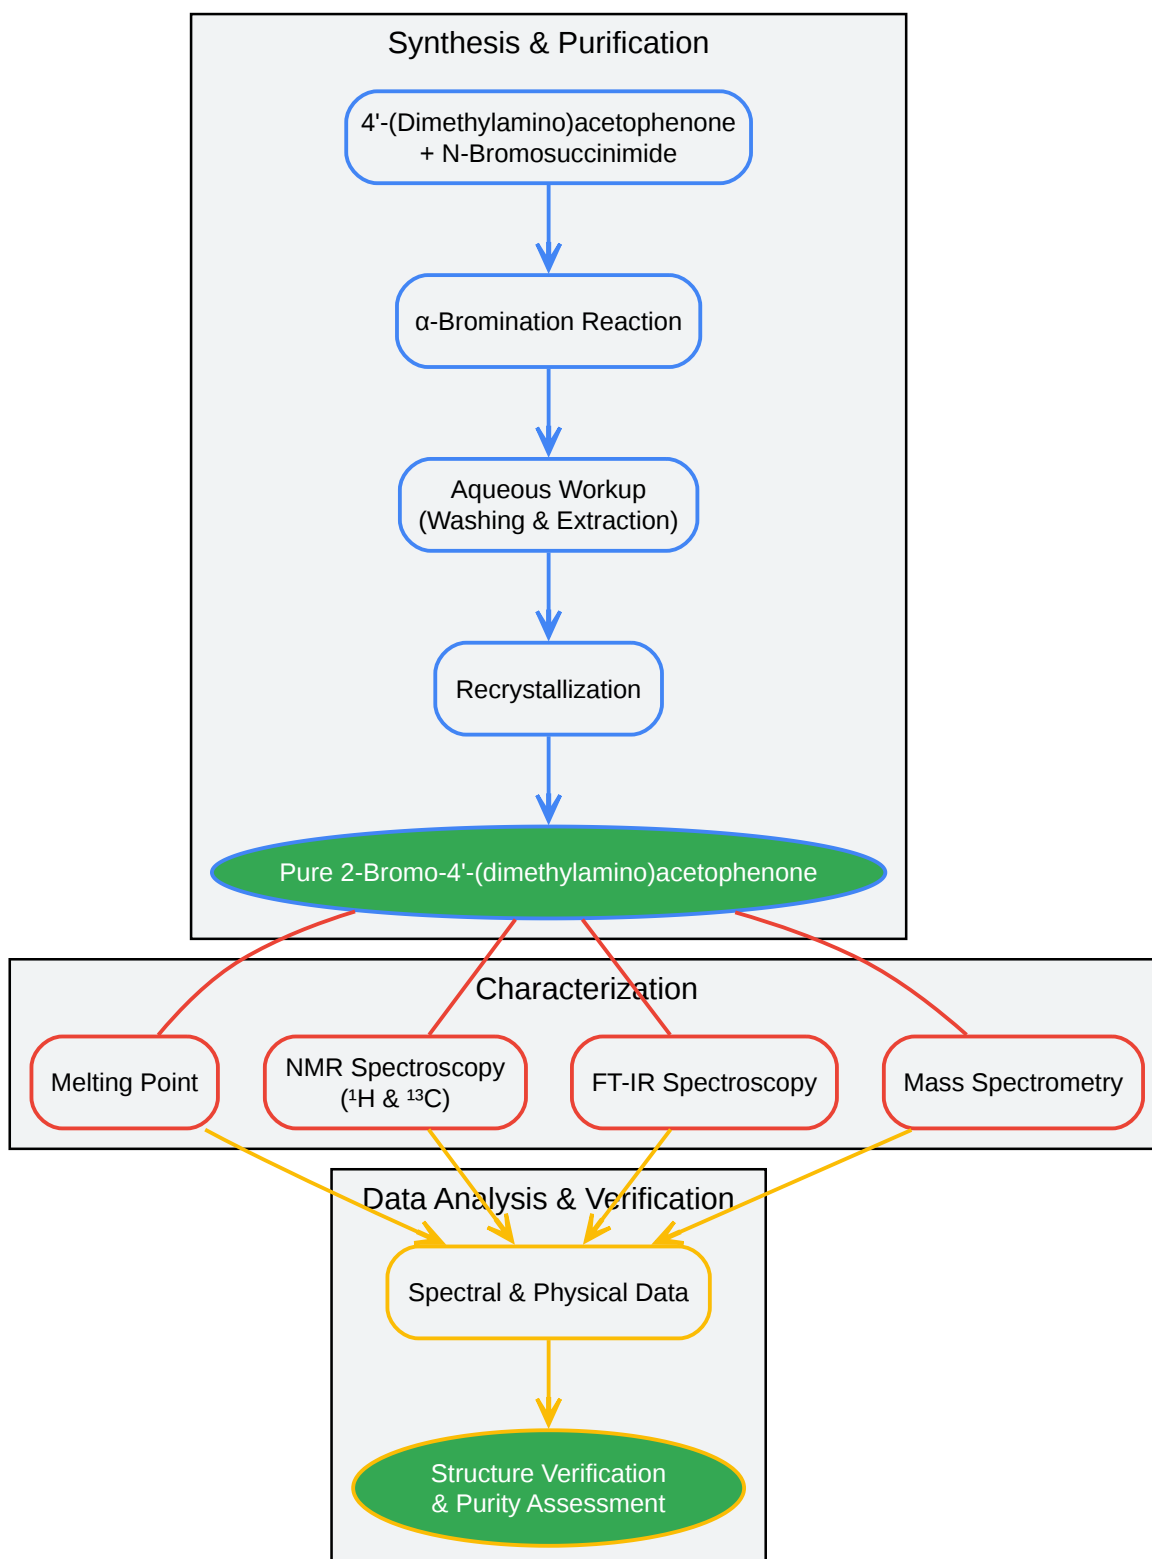 Synthesis & Purification
4'-(Dimethylamino)acetophenone
+ N-Bromosuccinimide
α-Bromination Reaction
Aqueous Workup
(Washing & Extraction)
Recrystallization
Pure 2-Bromo-4'-(dimethylamino)acetophenone
Characterization
Melting Point
NMR Spectroscopy
(¹H & ¹³C)
FT-IR Spectroscopy
Mass Spectrometry
Data Analysis & Verification
Spectral & Physical Data
Structure Verification
& Purity Assessment